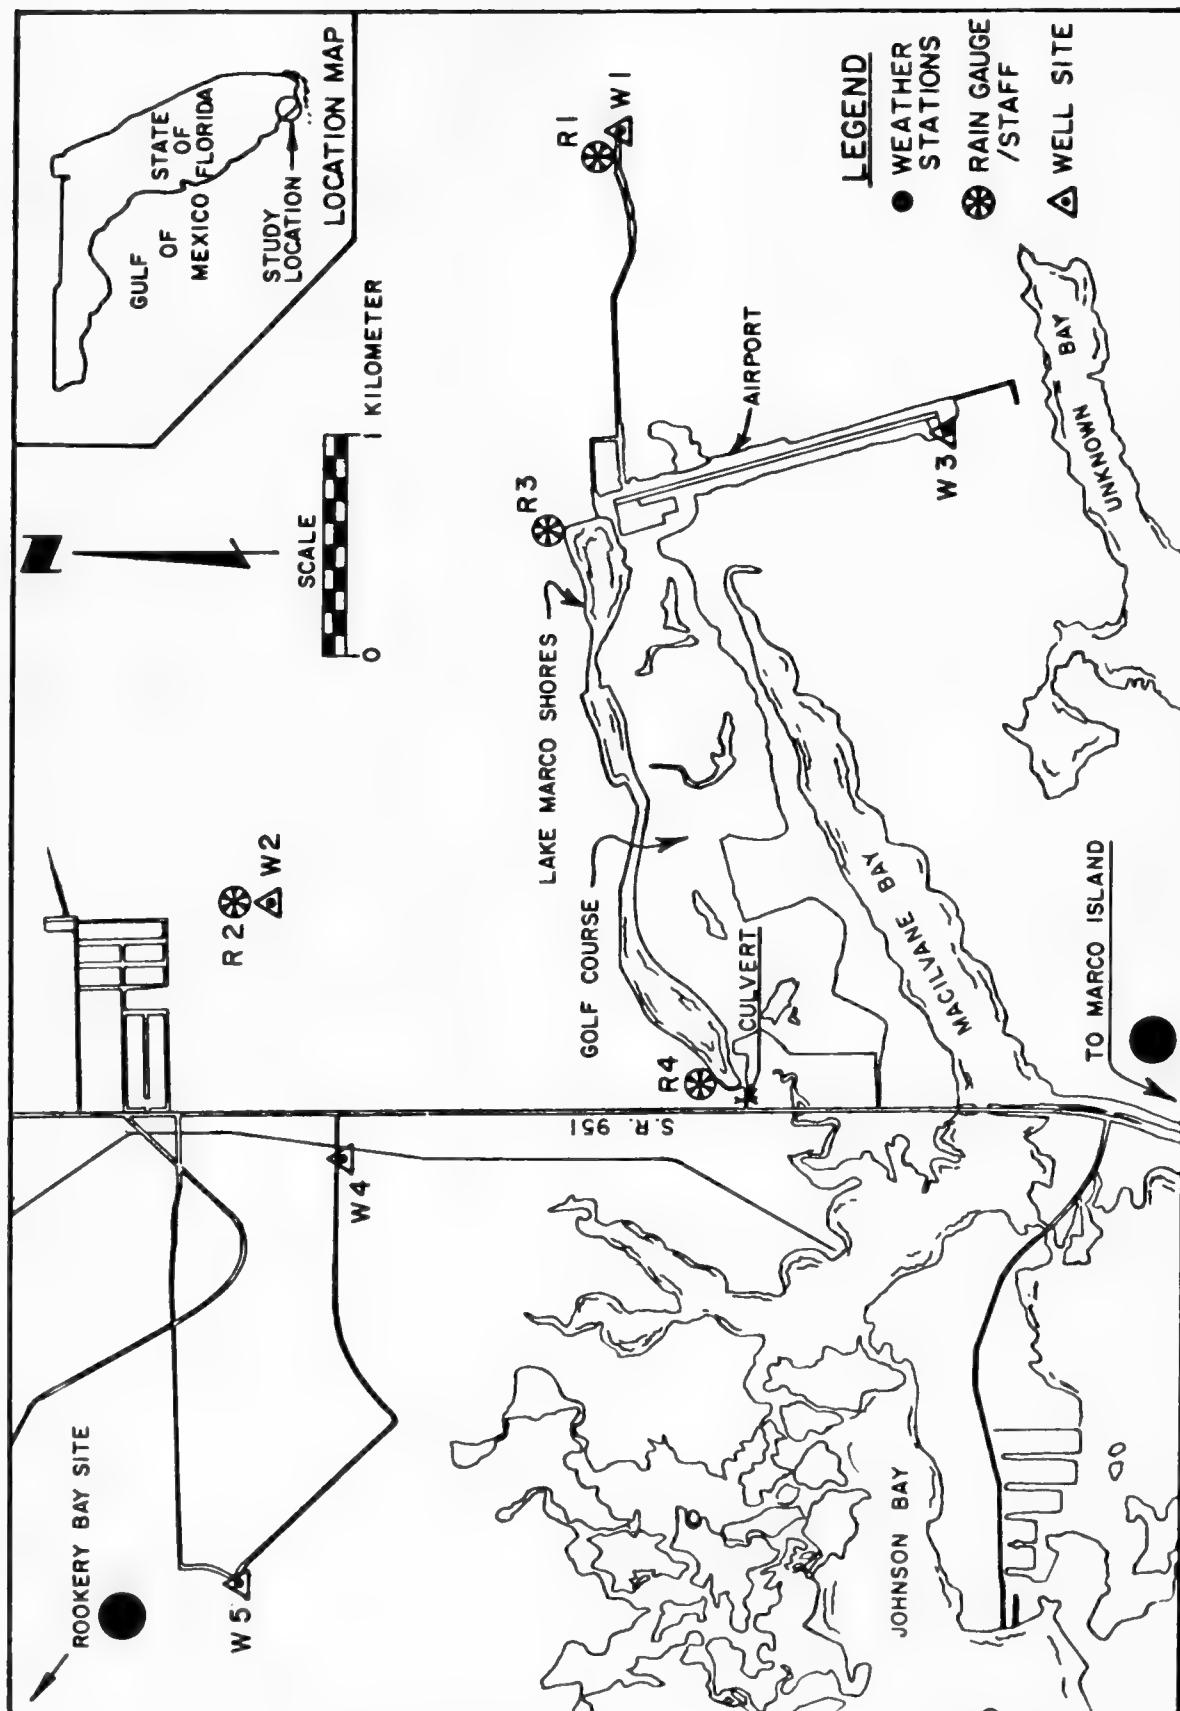 ROOKERY BAY SITE
W5
W4
S.R. 951
R2
W2
R4
CULVERT
GOLF COURSE
LAKE MARCO SHORES
R3
AIRPORT
W3
R1
W1
JOHNSON BAY
MACILVANE BAY
UNKNOWN BAY
TO MARCO ISLAND
N
SCALE
0
1 KILOMETER
GULF
OF
MEXICO
STATE
OF
FLORIDA
STUDY
LOCATION
LOCATION MAP
LEGEND
WEATHER
STATIONS
RAIN GAUGE
/STAFF
WELL SITE